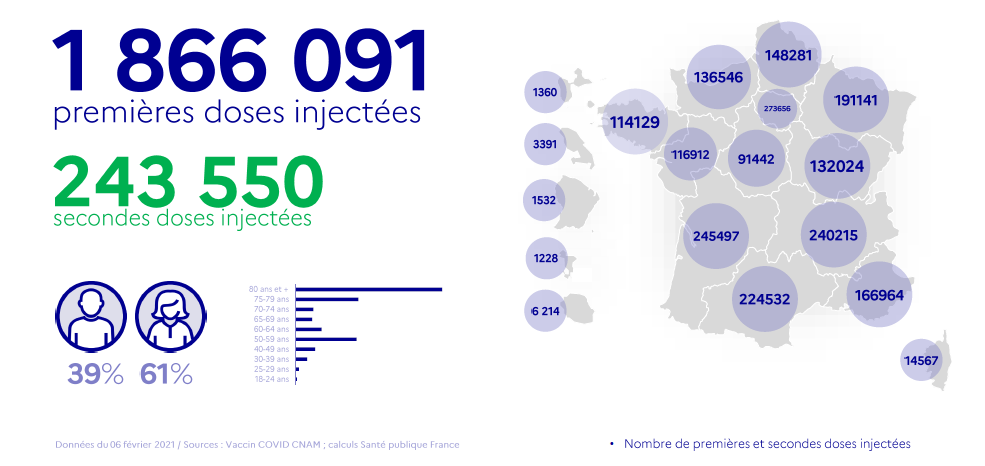 1 866 091
premières doses injectées
243 550
secondes doses injectées
39% 61%
80 ans et +
75-79 ans
70-74 ans
65-69 ans
60-64 ans
50-59 ans
40-49 ans
30-39 ans
25-29 ans
18-24 ans
Données du 06 février 2021 / Sources : Vaccin COVID CNAM ; calculs Santé publique France
148281
136546
1360
191141
273656
114129
3391
116912
91442
132024
1532
245497
240215
1228
166964
224532
6 214
14567
• Nombre de premières et secondes doses injectées